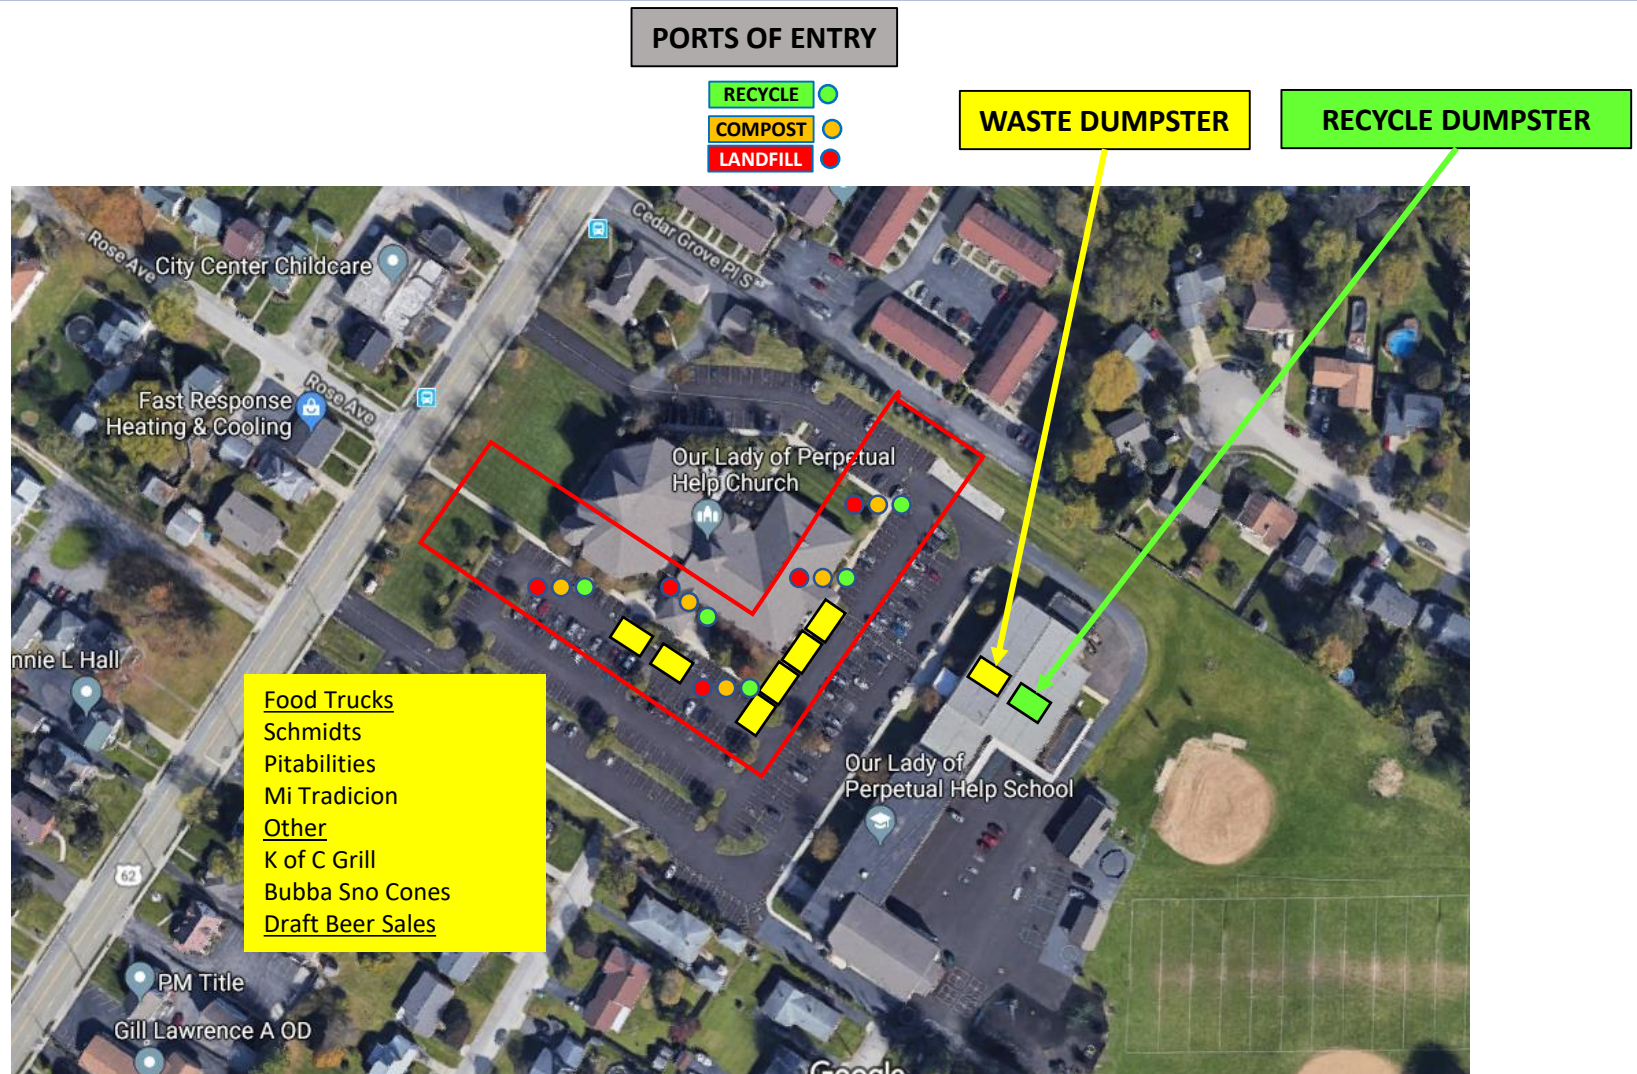 PORTS OF ENTRY
RECYCLE
COMPOST
LANDFILL
WASTE DUMPSTER
RECYCLE DUMPSTER
Cedar Grove Pl S
Rose Ave
City Center Childcare
Rose Ave
Fast Response
Heating & Cooling
Our Lady of Perpetual
Help Church
nnie L Hall
Food Trucks
Schmidts
Pitabilities
Mi Tradicion
Other
K of C Grill
Bubba Sno Cones
Draft Beer Sales
Our Lady of
Perpetual Help School
62
PM Title
Gill Lawrence A OD
Google